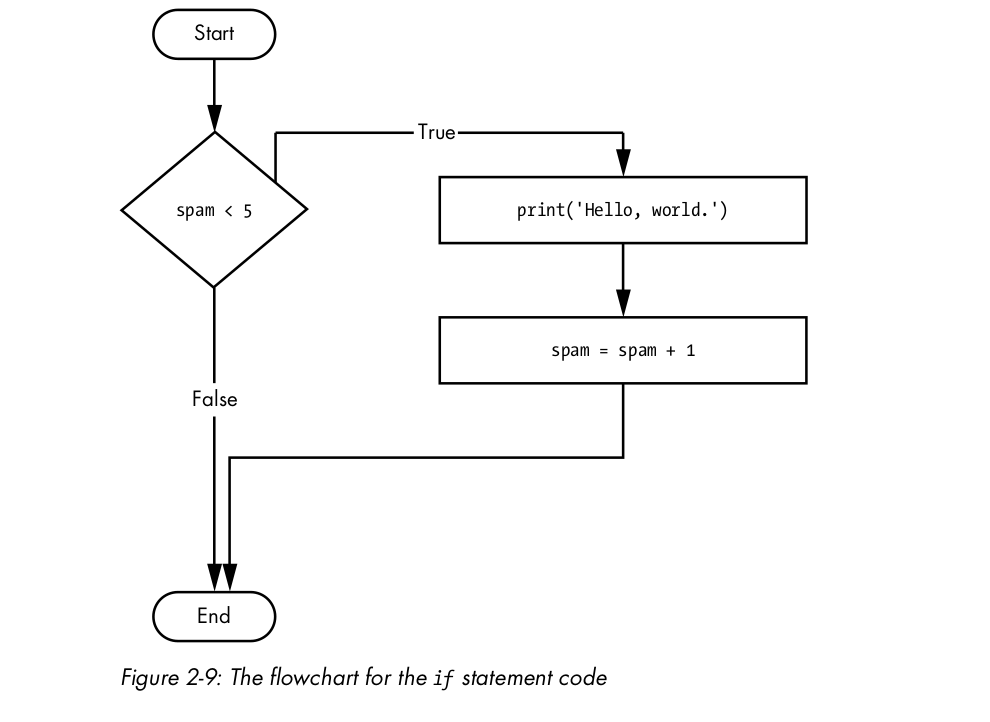 Start
True
spam < 5
print('Hello, world.')
spam = spam + 1
False
End
Figure 2-9: The flowchart for the if statement code